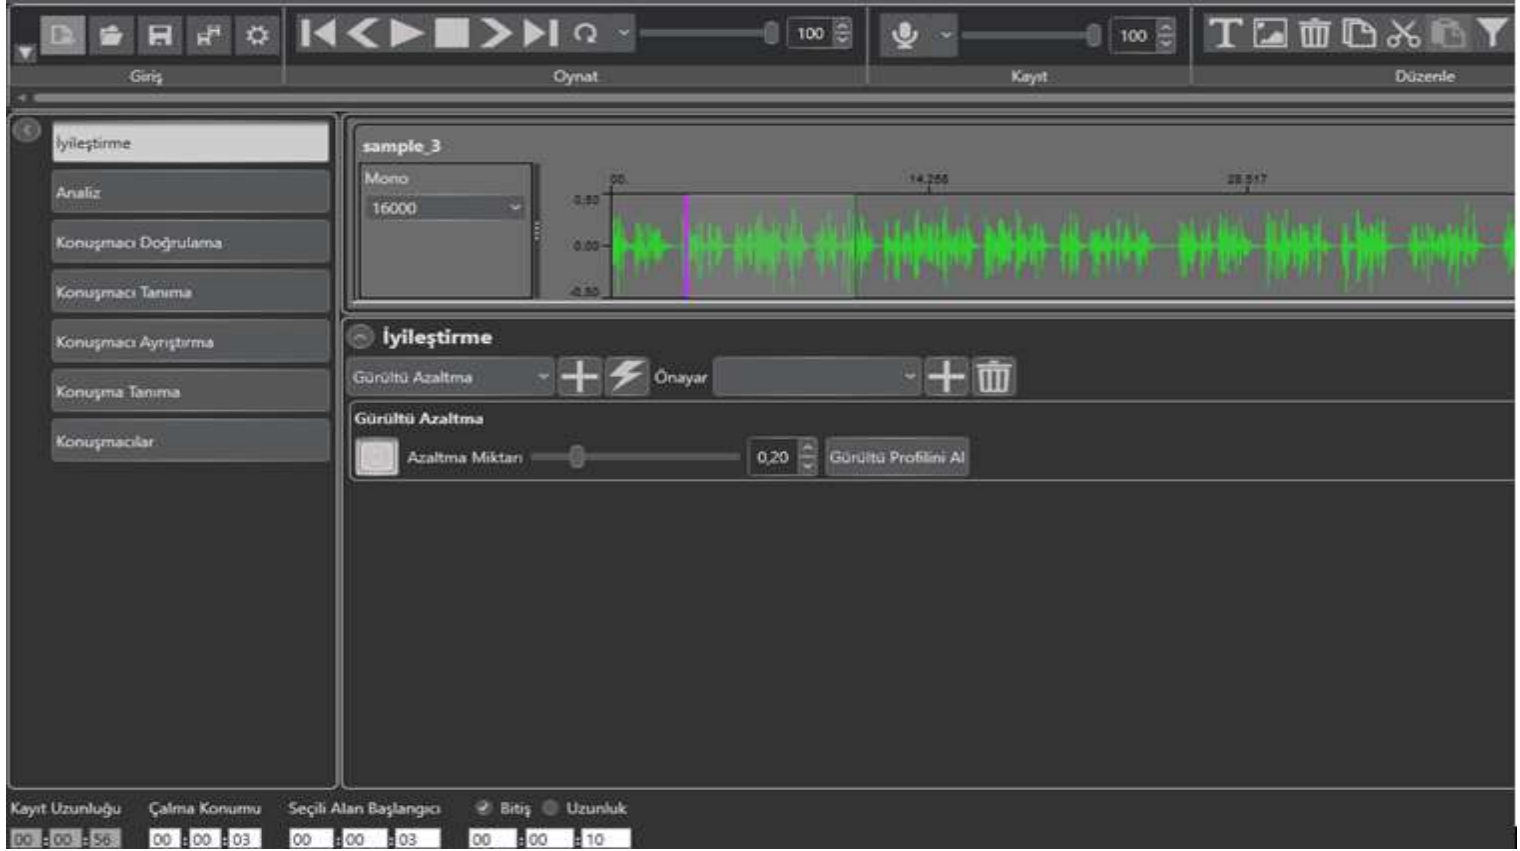 100
100
Giriş
Oynat
Kayıt
Düzenle
İyileştirme
Analiz
Konuşmacı Doğrulama
Konuşmacı Tanıma
Konuşmacı Ayrıştırma
Konuşma Tanıma
Konuşmacılar
sample_3
Mono
16000
00. 14.256 28.517
0.50
0.00
-0.50
İyileştirme
Gürültü Azaltma Önayar
Gürültü Azaltma
Azaltma Miktarı 0,20 Gürültü Profilini Al
Kayıt Uzunluğu Çalma Konumu Seçili Alan Başlangıcı Bitiş Uzunluk
00 : 00 : 56 00 : 00 : 03 00 : 00 : 03 00 : 00 : 10